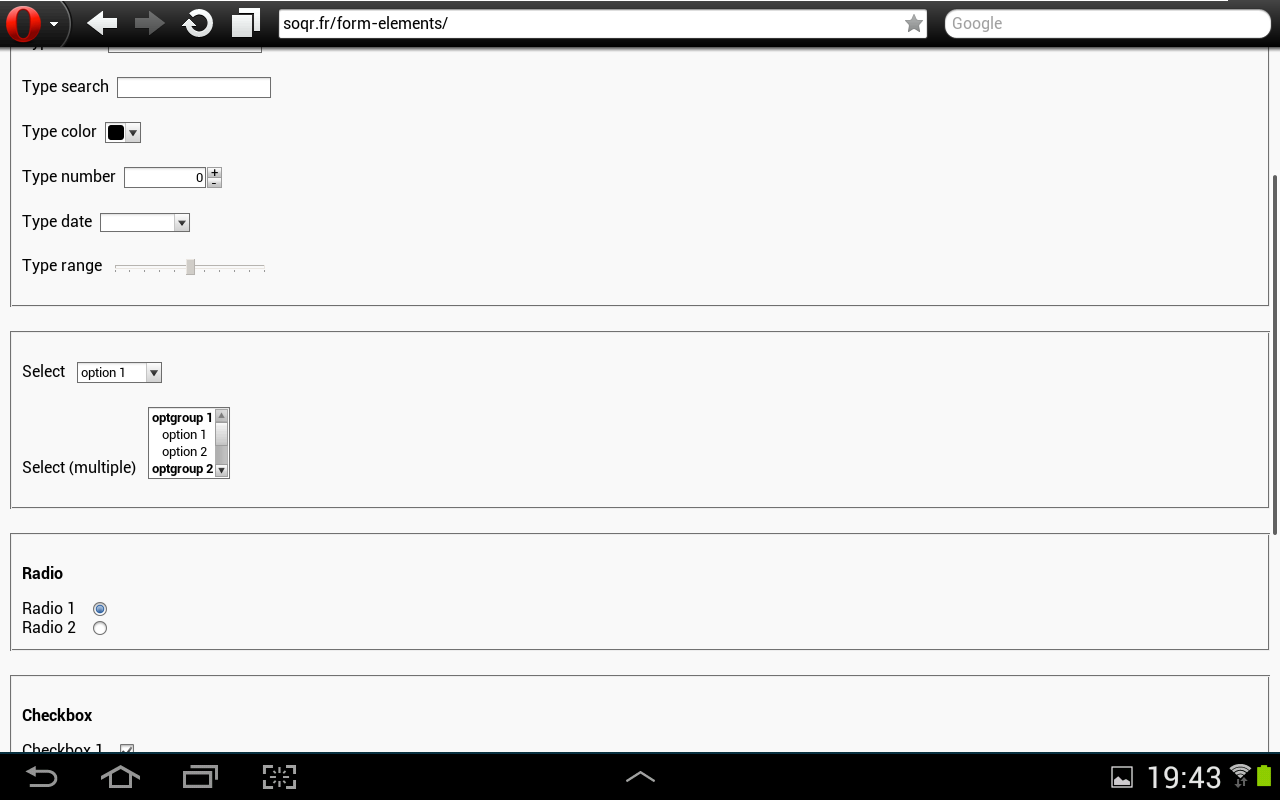 soqr.fr/form-elements/
Google
Type search
Type color
Type number 0 + -
Type date
Type range
Select option 1
optgroup 1
option 1
option 2
Select (multiple) optgroup 2
Radio
Radio 1
Radio 2
Checkbox
Checkbox 1
19:43